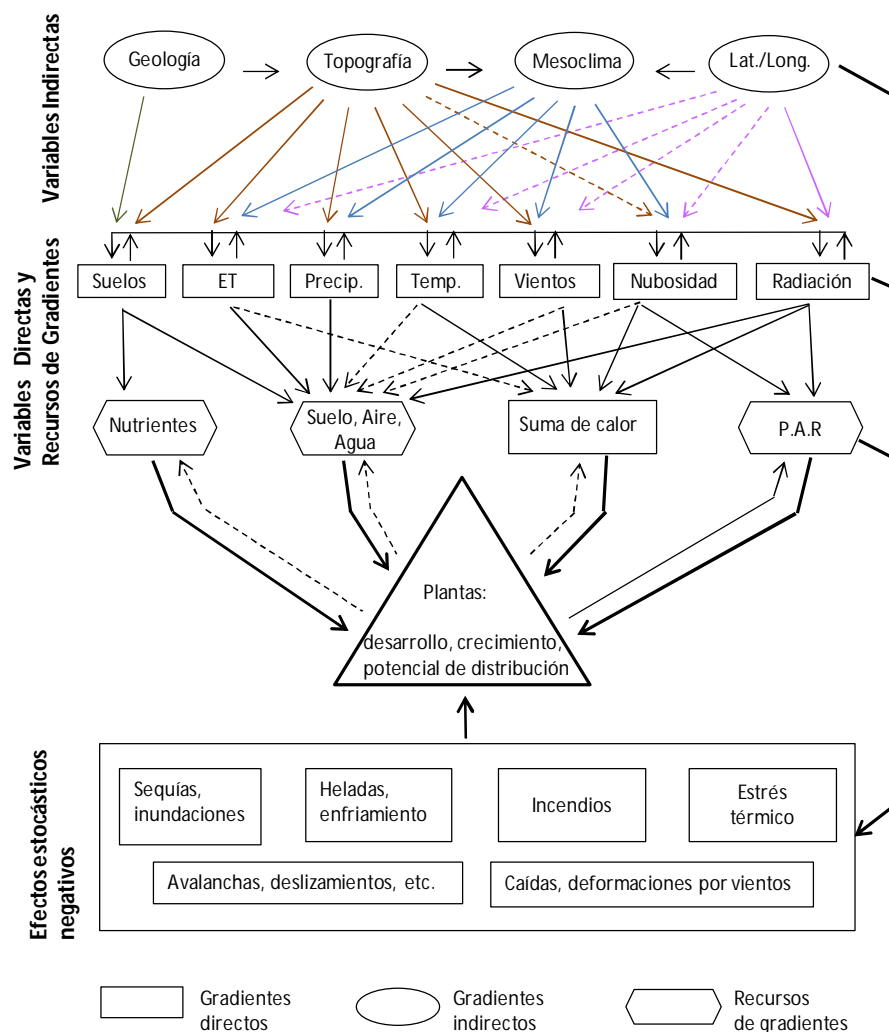 Variables Indirectas
Geología
Topografía
Mesoclima
Lat./Long.
Variables Directas y
Recursos de Gradientes
Suelos
ET
Precip.
Temp.
Vientos
Nubosidad
Radiación
Nutrientes
Suelo, Aire,
Agua
Suma de calor
P.A.R
Plantas:
desarrollo, crecimiento,
potencial de distribución
Efectos estocásticos
negativos
Sequías,
inundaciones
Heladas,
enfriamiento
Incendios
Estrés
térmico
Avalanchas, deslizamientos, etc.
Caídas, deformaciones por vientos
Gradientes
directos
Gradientes
indirectos
Recursos
de gradientes